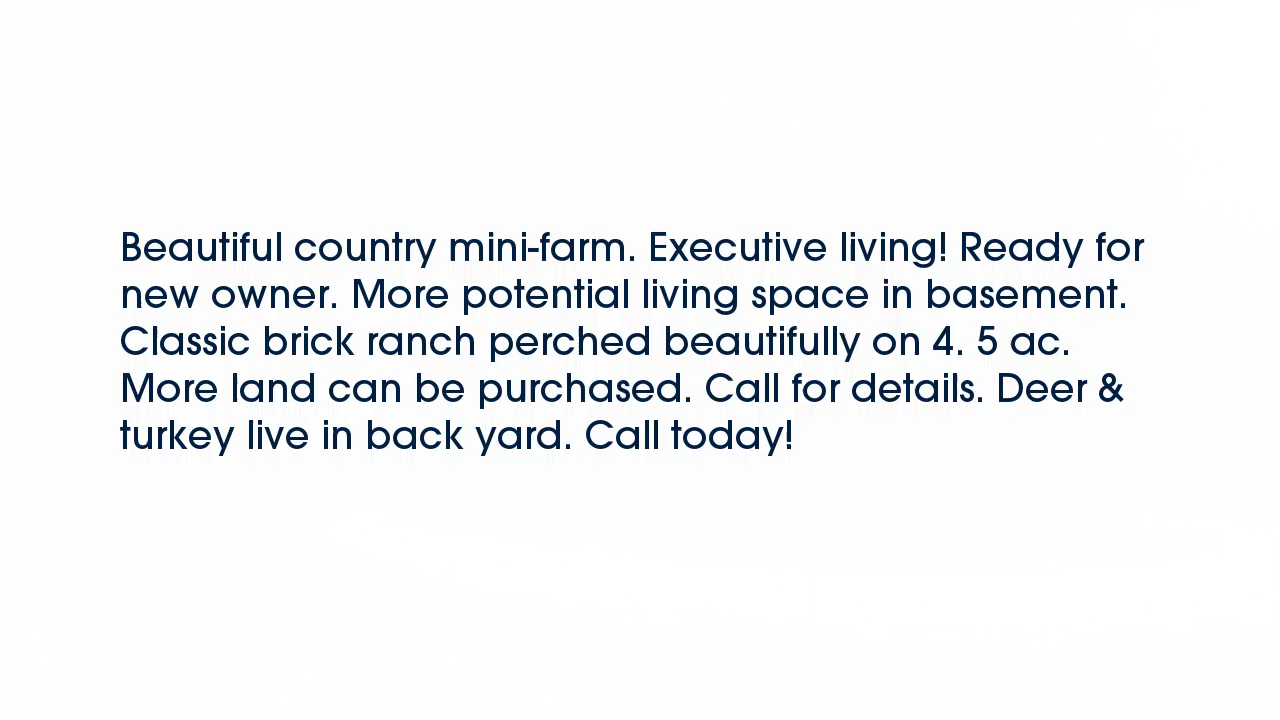 Beautiful country mini-farm. Executive living! Ready for
new owner. More potential living space in basement.
Classic brick ranch perched beautifully on 4. 5 ac.
More land can be purchased. Call for details. Deer &
turkey live in back yard. Call today!